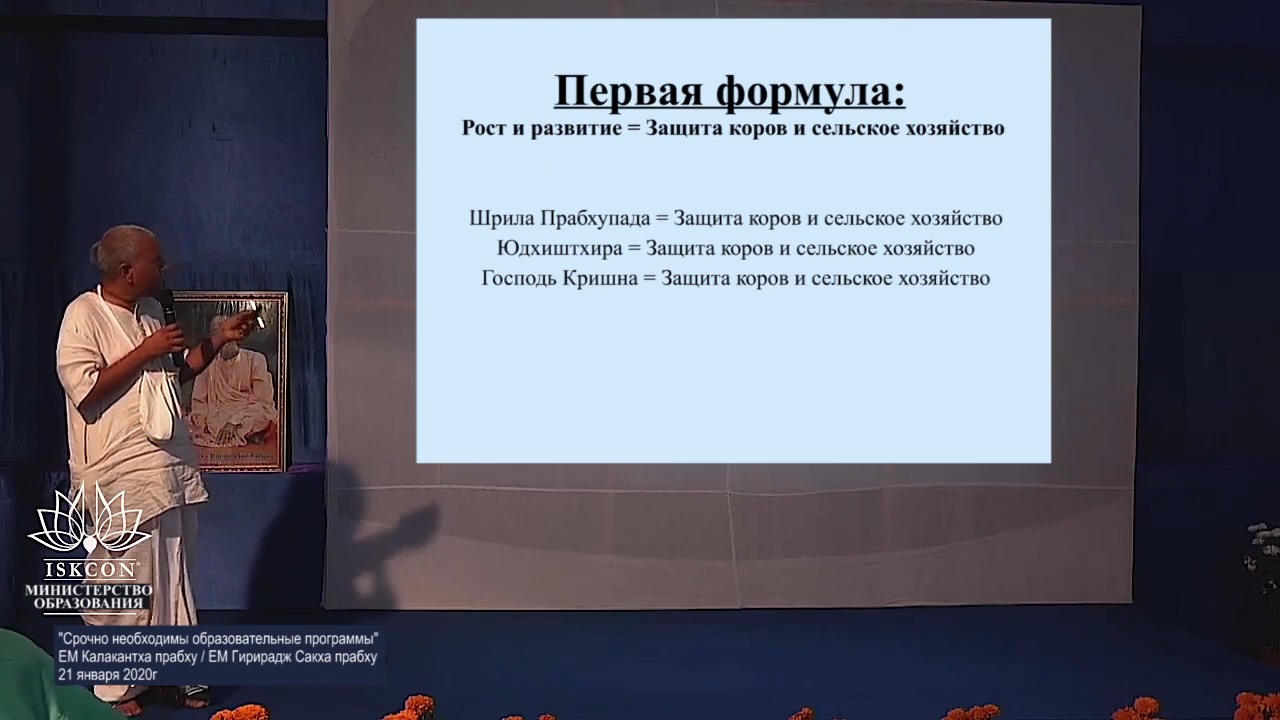 Первая формула:
Рост и развитие = Защита коров и сельское хозяйство
Шрила Прабхупада = Защита коров и сельское хозяйство
Юдхиштхира = Защита коров и сельское хозяйство
Господь Кришна = Защита коров и сельское хозяйство
ISKCON
МИНИСТЕРСТВО
ОБРАЗОВАНИЯ
"Срочно необходимы образовательные программы"
ЕМ Калакантха прабху / ЕМ Гирирадж Сакха прабху
21 января 2020г